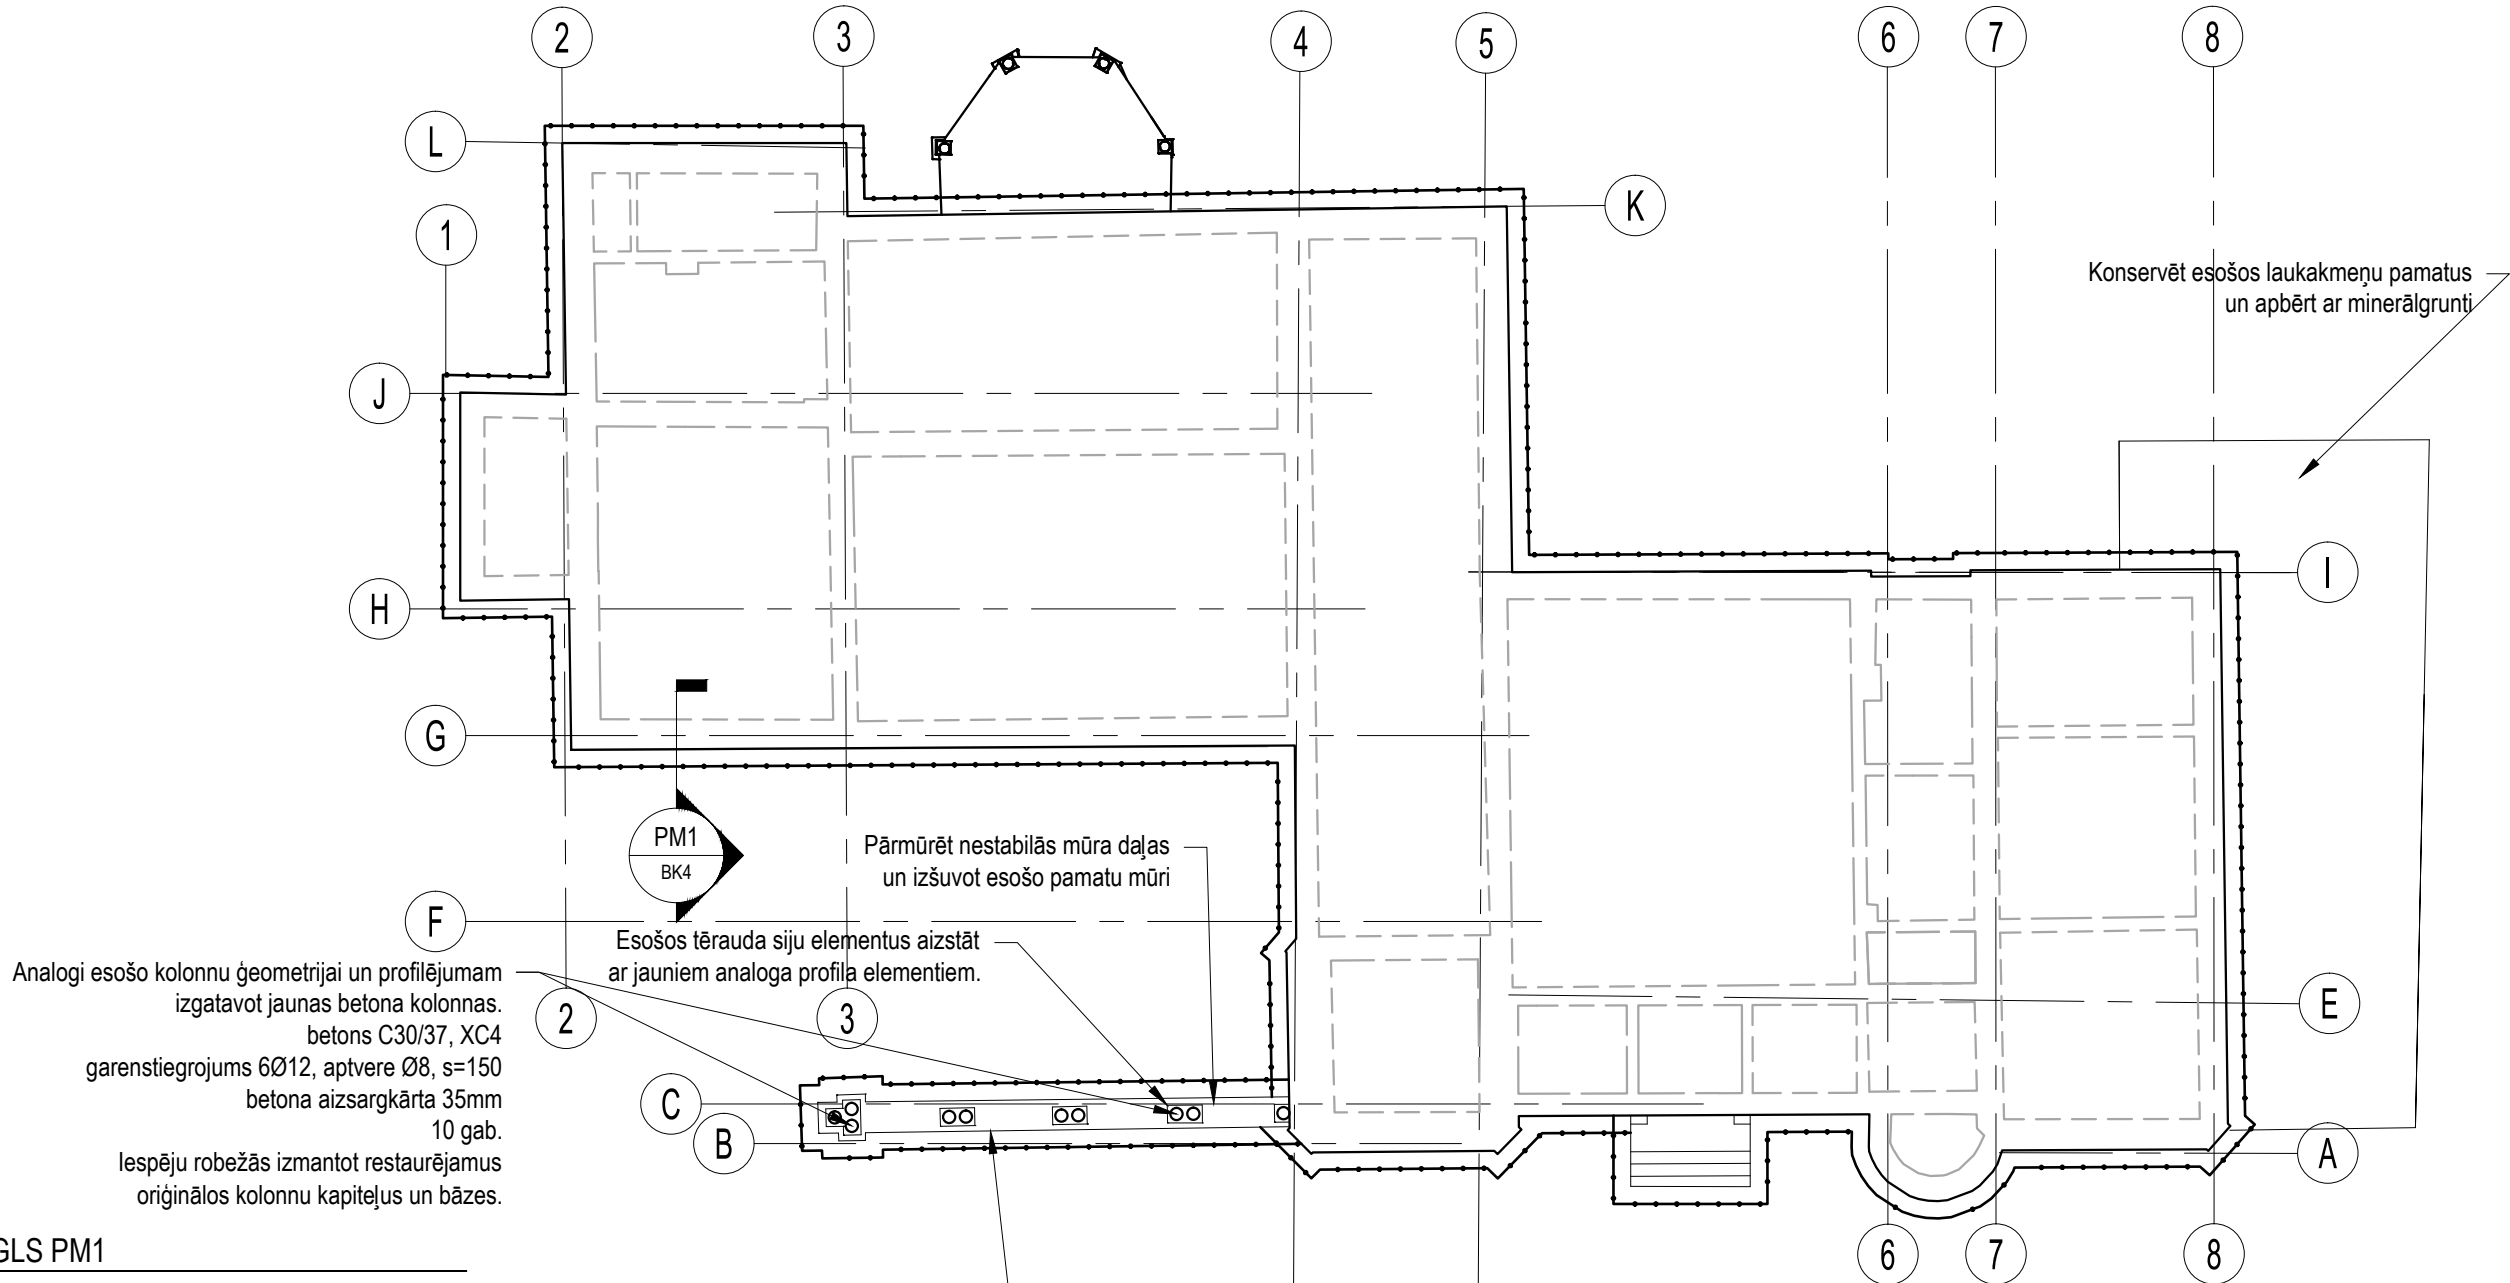 2
3
4
5
6
7
8
L
K
1
Konservēt esošos laukakmeņu pamatus
un apbērt ar minerālgrunti
J
I
H
G
PM1
BK4
Pārmūrēt nestabilās mūra daļas
un izšuvot esošo pamatu mūri
F
Esošos tērauda siju elementus aizstāt
ar jauniem analoga profila elementiem.
Analogi esošo kolonnu ģeometrijai un profilējumam
izgatavot jaunas betona kolonnas.
betons C30/37, XC4
garenstiegrojums 6Ø12, aptvere Ø8, s=150
betona aizsargkārta 35mm
10 gab.
Iespēju robežās izmantot restaurējamus
oriģinālos kolonnu kapiteļus un bāzes.
2
3
E
C
B
A
GLS PM1
6
7
8